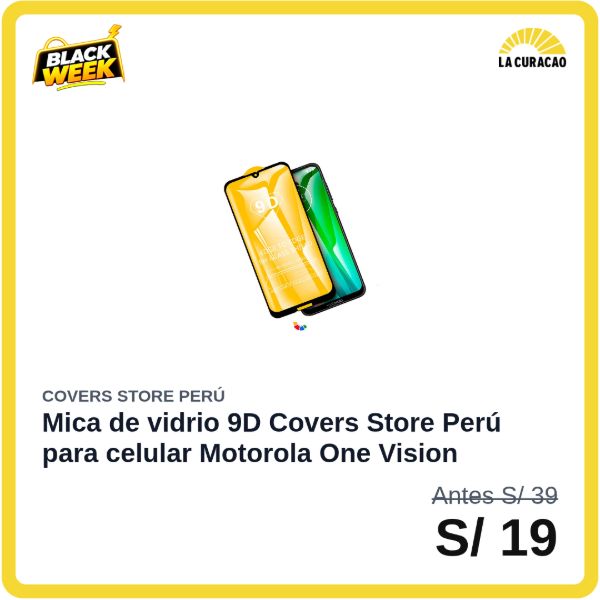 BLACK
WEEK
LA CURACAO
9D
COVERS STORE PERÚ
Mica de vidrio 9D Covers Store Perú
para celular Motorola One Vision
Antes S/ 39
S/ 19